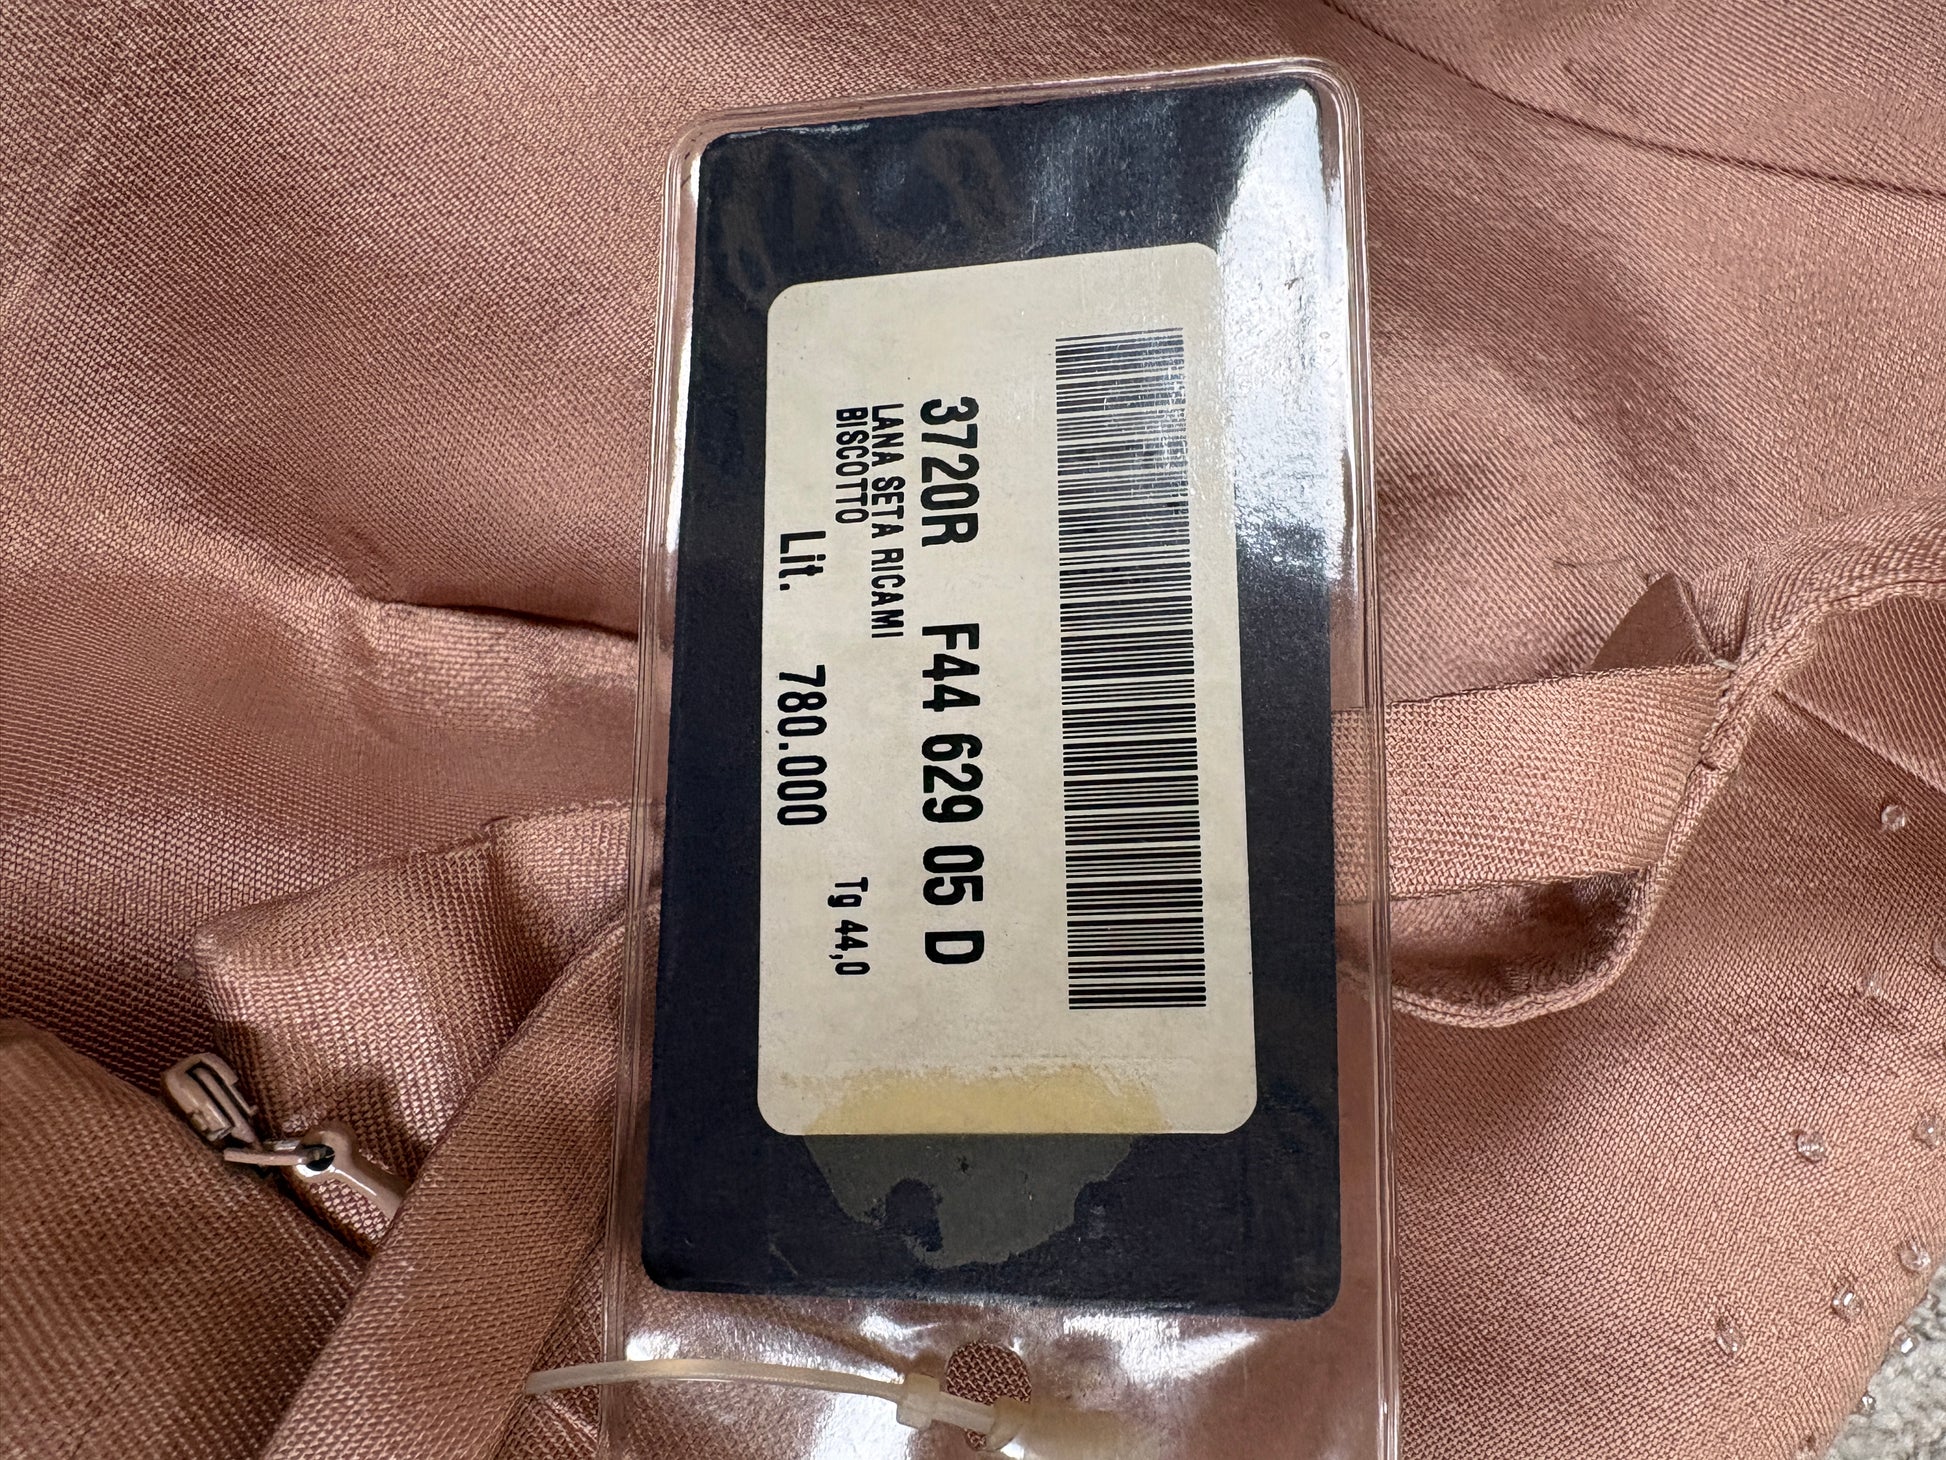 3720R F44 629 05 D
LANA SETA RICAMI
BISCOTTO Tg 44,0
Lit. 780.000